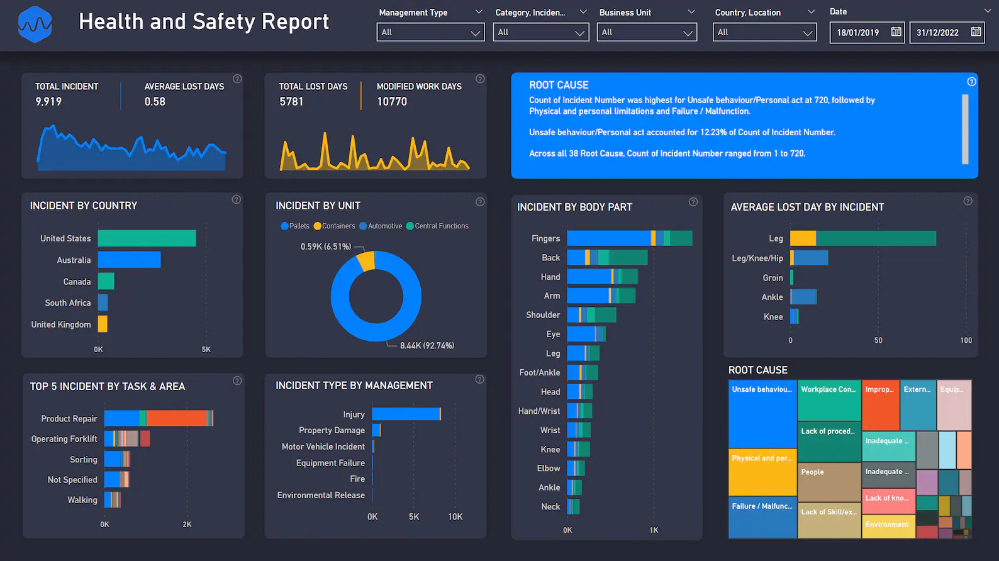 Health and Safety Report
Management Type
All
Category, Inciden...
All
Business Unit
All
Country, Location
All
Date
18/01/2019
31/12/2022
TOTAL INCIDENT
9,919
AVERAGE LOST DAYS
0.58
TOTAL LOST DAYS
5781
MODIFIED WORK DAYS
10770
ROOT CAUSE
Count of Incident Number was highest for Unsafe behaviour/Personal act at 720, followed by
Physical and personal limitations and Failure / Malfunction.
Unsafe behaviour/Personal act accounted for 12.23% of Count of Incident Number.
Across all 38 Root Cause, Count of Incident Number ranged from 1 to 720.
INCIDENT BY COUNTRY
United States
Australia
Canada
South Africa
United Kingdom
0K
5K
INCIDENT BY UNIT
Pallets
Containers
Automotive
Central Functions
0.59K (6.51%)
8.44K (92.74%)
INCIDENT BY BODY PART
Fingers
Back
Hand
Arm
Shoulder
Eye
Leg
Foot/Ankle
Head
Hand/Wrist
Wrist
Knee
Elbow
Ankle
Neck
0K
1K
AVERAGE LOST DAY BY INCIDENT
Leg
Leg/Knee/Hip
Groin
Ankle
Knee
0
50
100
TOP 5 INCIDENT BY TASK & AREA
Product Repair
Operating Forklift
Sorting
Not Specified
Walking
0K
2K
INCIDENT TYPE BY MANAGEMENT
Injury
Property Damage
Motor Vehicle Incident
Equipment Failure
Fire
Environmental Release
0K
5K
10K
ROOT CAUSE
Unsafe behaviou...
Physical and per...
Failure / Malfunc...
Workplace Con...
Lack of proced...
People
Lack of Skill/ex...
Improp...
Extern...
Equip...
Inadequate ...
Inadequate ...
Lack of kno...
Environment